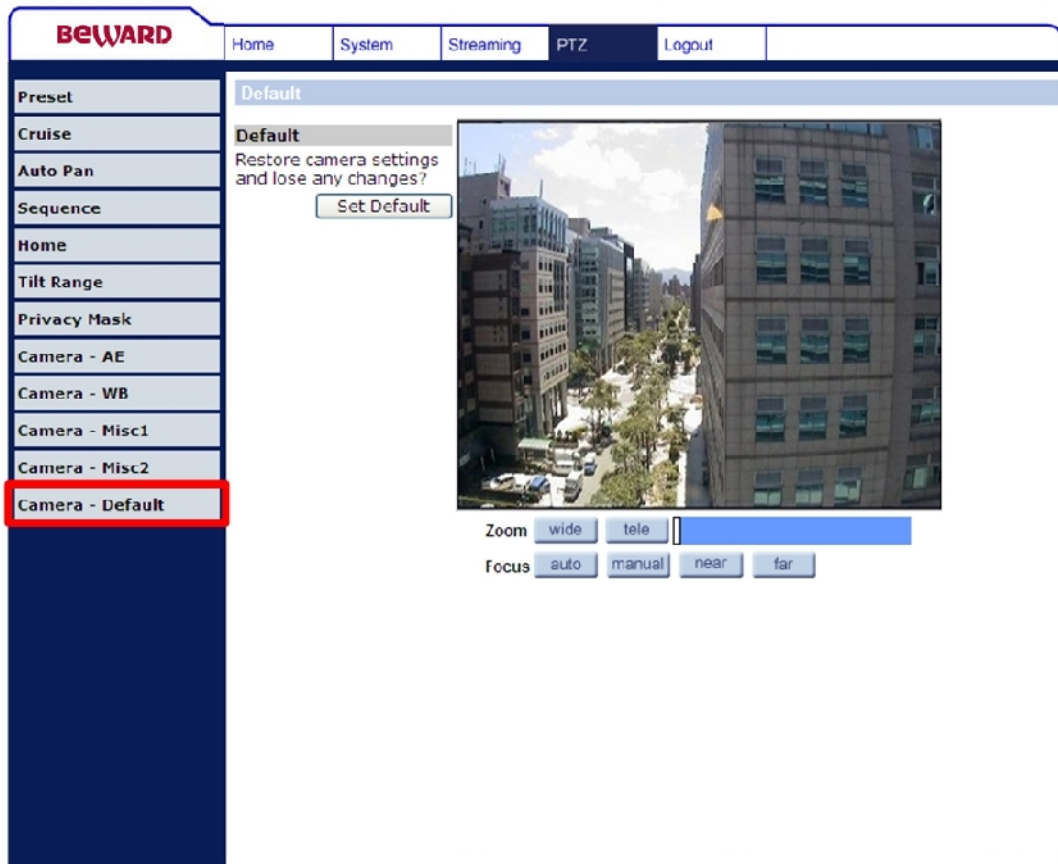 BEWARD
Home
System
Streaming
PTZ
Logout
Preset
Cruise
Auto Pan
Sequence
Home
Tilt Range
Privacy Mask
Camera - AE
Camera - WB
Camera - Misc1
Camera - Misc2
Camera - Default
Default
Default
Restore camera settings
and lose any changes?
Set Default
Zoom wide tele
Focus auto manual near far